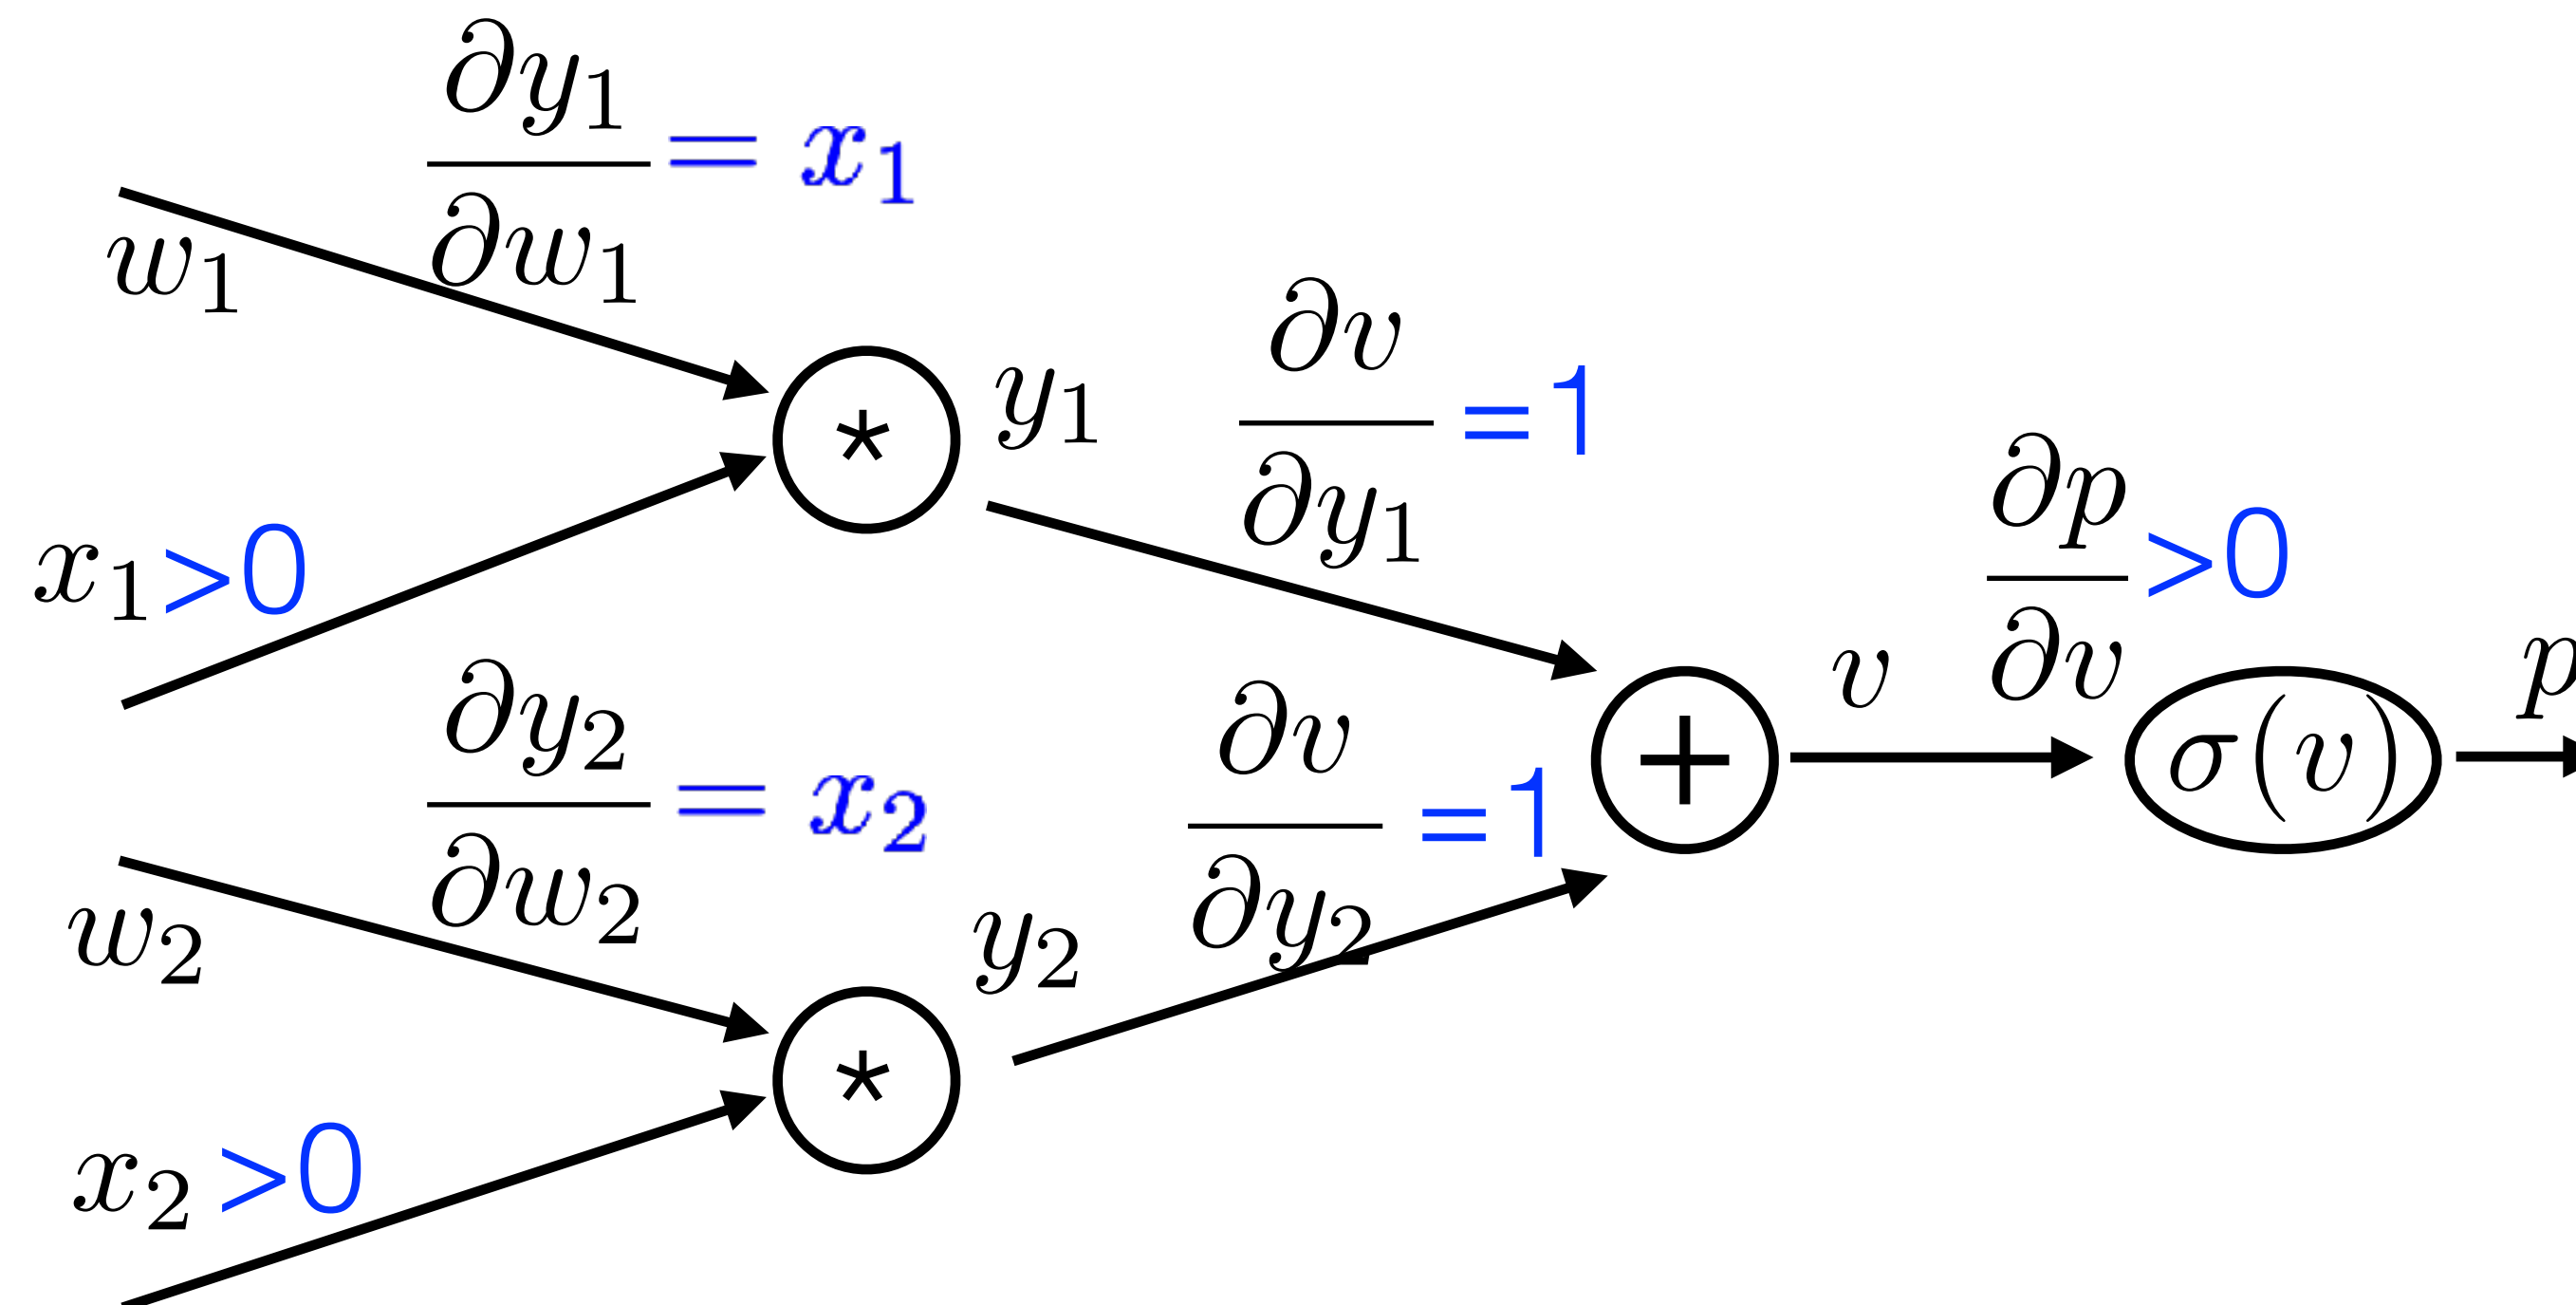 ∂y₁/∂w₁ = x₁
w₁
*
y₁
∂v/∂y₁ =1
x₁>0
∂p/∂v >0
∂y₂/∂w₂ = x₂
∂v/∂y₂ =1
+
v
σ(v)
p
w₂
y₂
*
x₂ >0